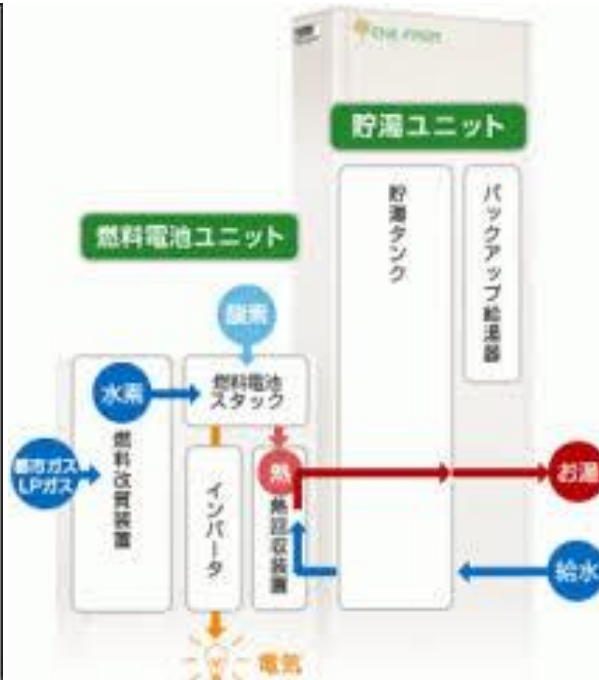 ENE-FARM
貯湯ユニット
燃料電池ユニット
貯湯タンク
バックアップ給湯器
酸素
水素
燃料電池
スタック
都市ガス
LPガス
燃料改質装置
インバータ
熱
熱回収装置
お湯
給水
電気